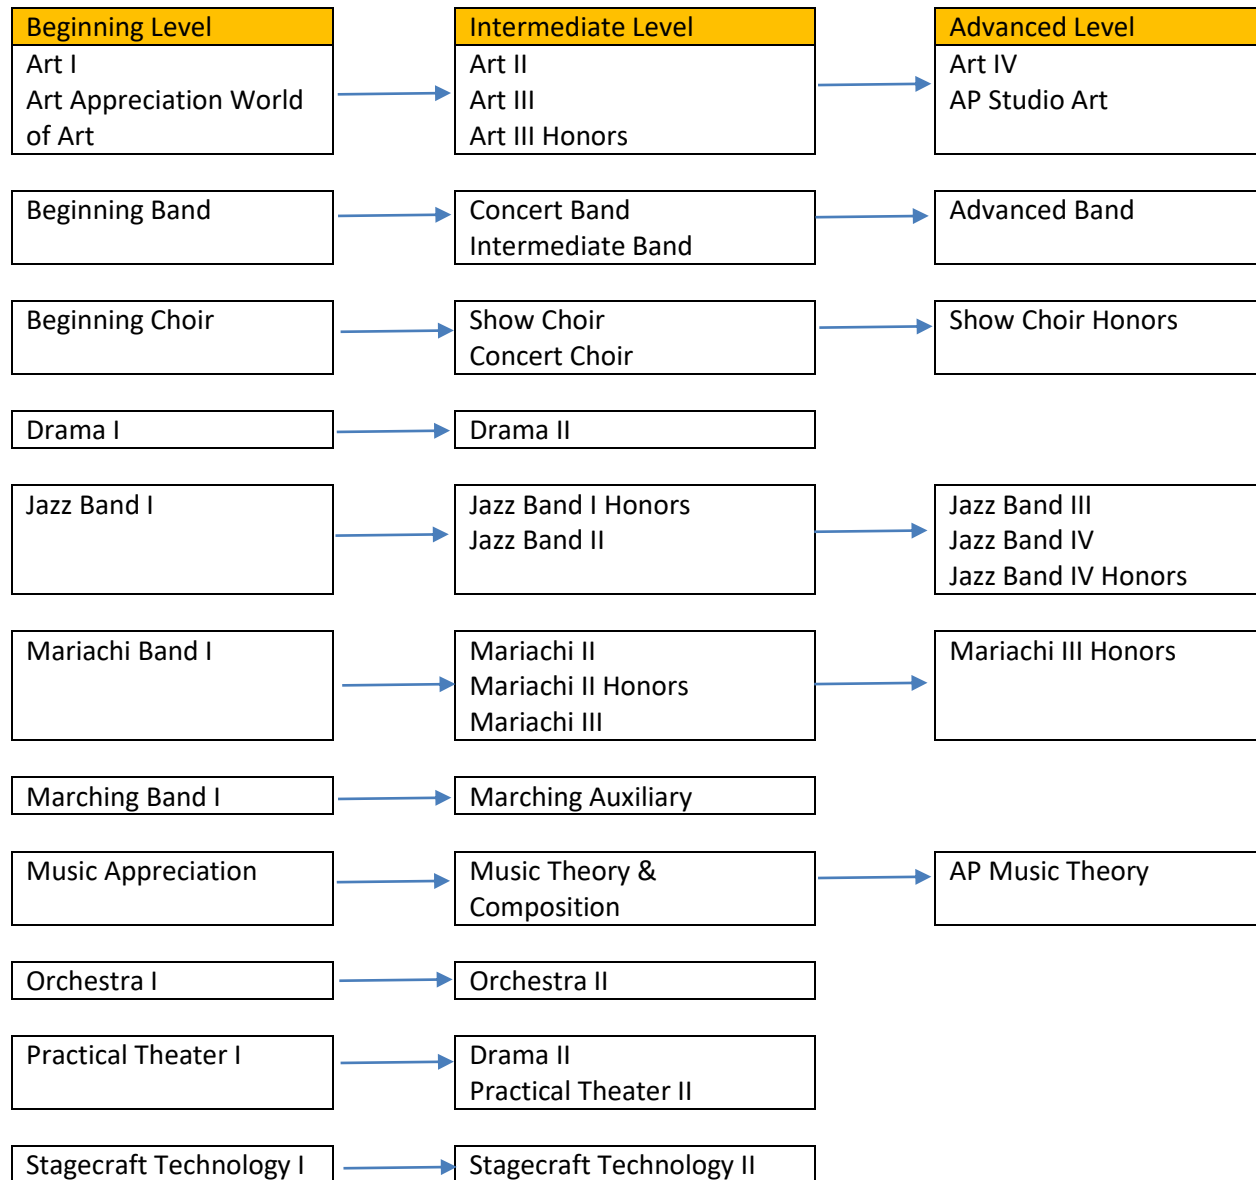 Beginning Level
Intermediate Level
Advanced Level
Art I
Art Appreciation World
of Art
Art II
Art III
Art III Honors
Art IV
AP Studio Art
Beginning Band
Concert Band
Intermediate Band
Advanced Band
Beginning Choir
Show Choir
Concert Choir
Show Choir Honors
Drama I
Drama II
Jazz Band I
Jazz Band I Honors
Jazz Band II
Jazz Band III
Jazz Band IV
Jazz Band IV Honors
Mariachi Band I
Mariachi II
Mariachi II Honors
Mariachi III
Mariachi III Honors
Marching Band I
Marching Auxiliary
Music Appreciation
Music Theory &
Composition
AP Music Theory
Orchestra I
Orchestra II
Practical Theater I
Drama II
Practical Theater II
Stagecraft Technology I
Stagecraft Technology II